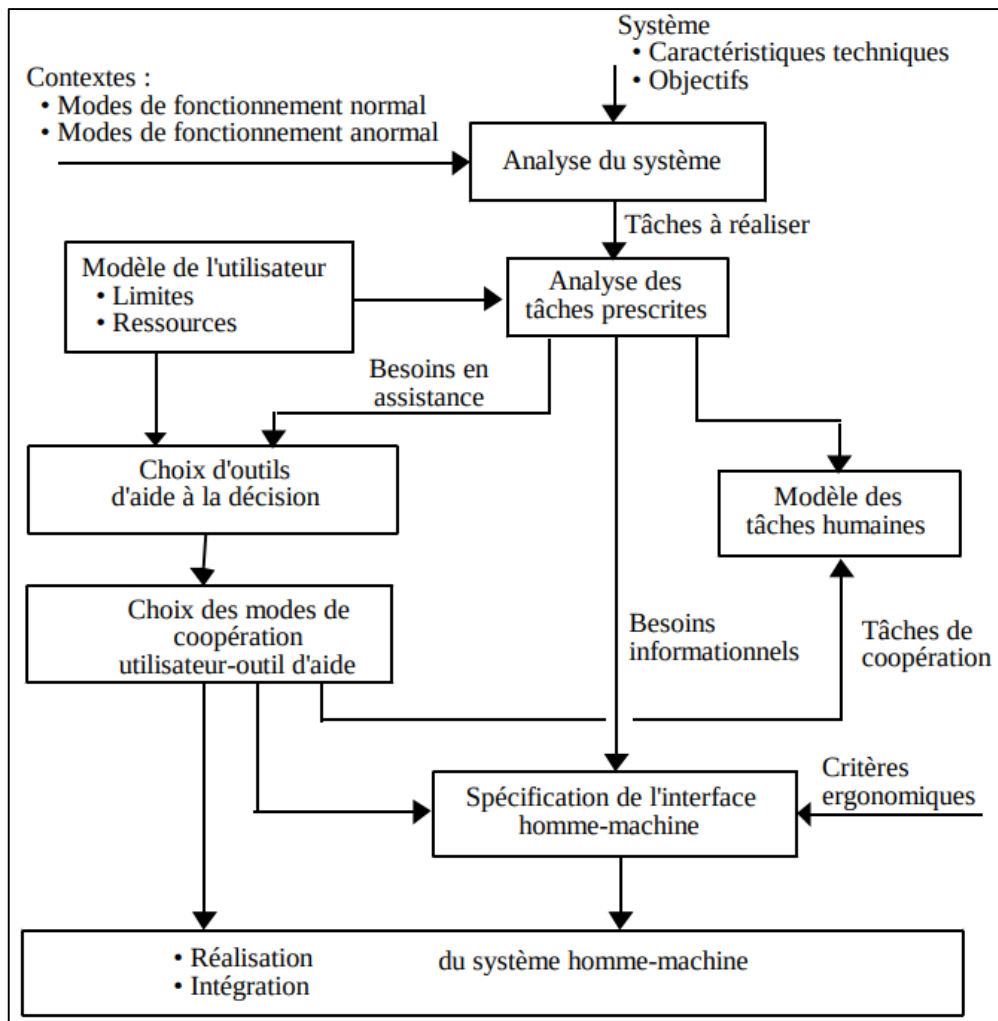 Système
• Caractéristiques techniques
• Objectifs
Contextes :
• Modes de fonctionnement normal
• Modes de fonctionnement anormal
Analyse du système
Tâches à réaliser
Modèle de l'utilisateur
• Limites
• Ressources
Analyse des
tâches prescrites
Besoins en
assistance
Choix d'outils
d'aide à la décision
Modèle des
tâches humaines
Choix des modes de
coopération
utilisateur-outil d'aide
Besoins
informationnels
Tâches de
coopération
Spécification de l'interface
homme-machine
Critères
ergonomiques
• Réalisation
• Intégration
du système homme-machine